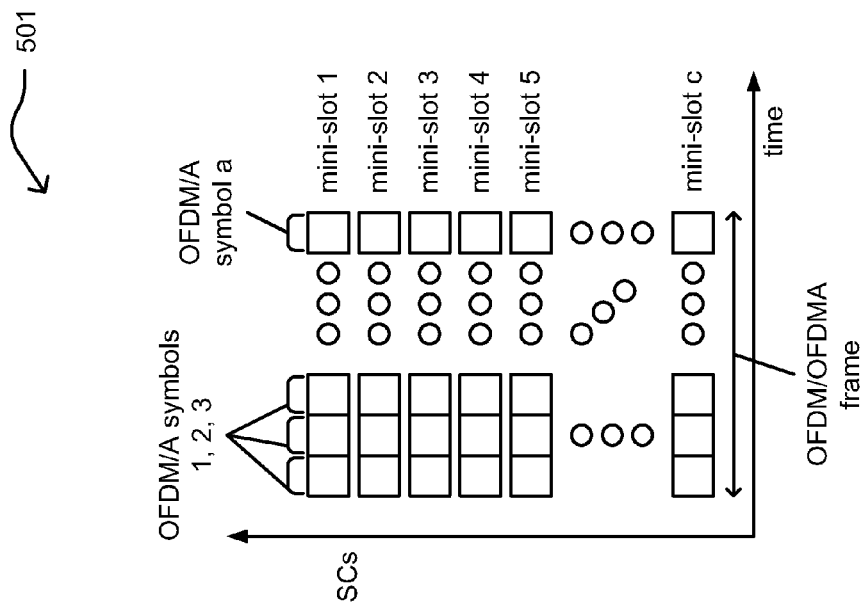 501
OFDM/A symbols
1, 2, 3
OFDM/A
symbol a
mini-slot 1
mini-slot 2
mini-slot 3
mini-slot 4
mini-slot 5
mini-slot c
SCs
time
OFDM/OFDMA
frame